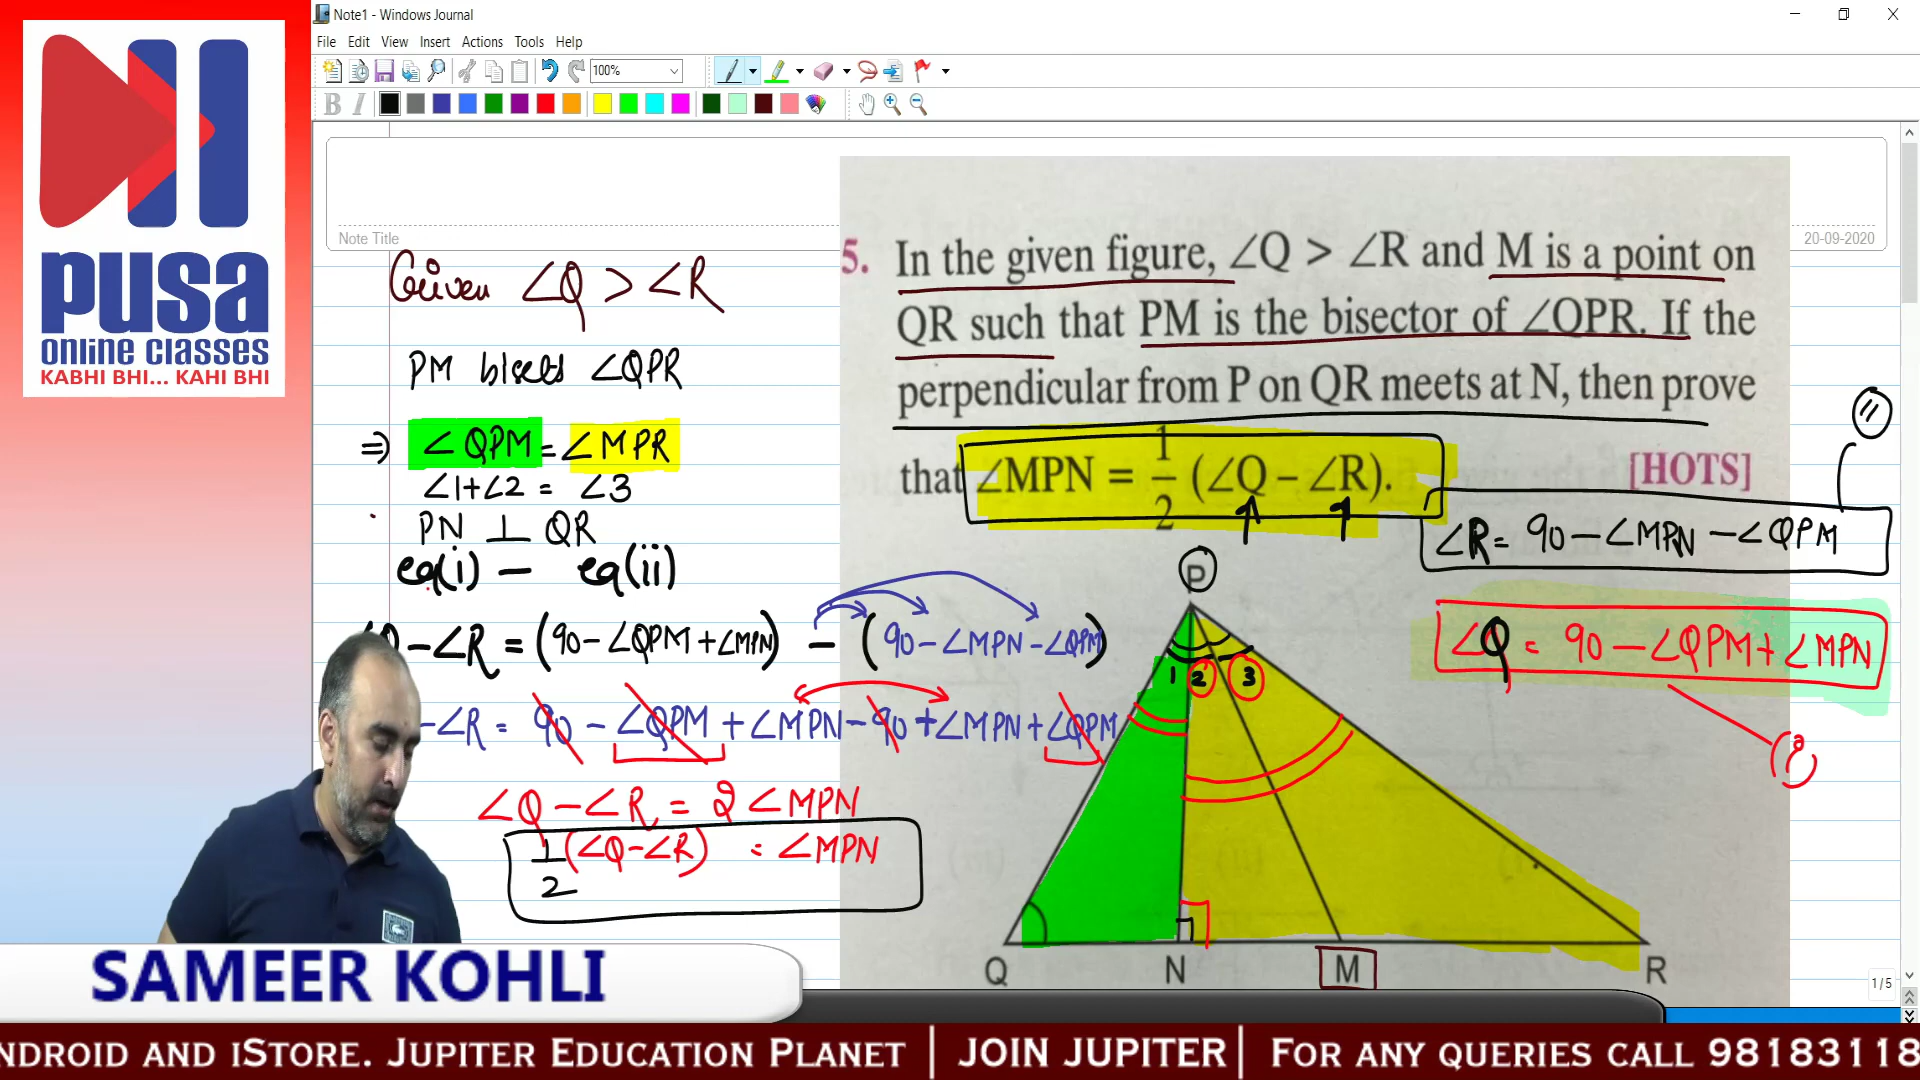 Note1 - Windows Journal
File Edit View Insert Actions Tools Help
100%
B I
Note Title
20-09-2020
PUSA
ONLINE CLASSES
KABHI BHI... KAHI BHI
Given ∠Q > ∠R
PM bisects ∠QPR
⇒ ∠QPM = ∠MPR
∠1+∠2 = ∠3
PN ⊥ QR
eq(i) — eq(ii)
-∠R = (90-∠QPM+∠MPN) - (90-∠MPN-∠QPM)
-∠R = 90 - ∠QPM + ∠MPN - 90 + ∠MPN + ∠QPM
∠Q - ∠R = 2 ∠MPN
1/2 (∠Q-∠R) = ∠MPN
5. In the given figure, ∠Q > ∠R and M is a point on
QR such that PM is the bisector of ∠QPR. If the
perpendicular from P on QR meets at N, then prove
that ∠MPN = 1/2 (∠Q - ∠R). [HOTS]
11
∠R = 90 - ∠MPN - ∠QPM
∠Q = 90 - ∠QPM + ∠MPN
(i)
P
1 2 3
Q N M R
1/5
SAMEER KOHLI
NDROID AND iSTORE. JUPITER EDUCATION PLANET | JOIN JUPITER | FOR ANY QUERIES CALL 98183118